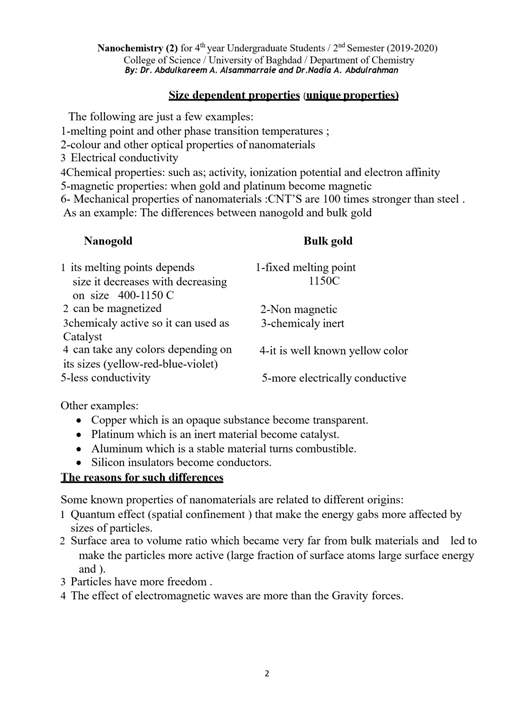 Nanochemistry (2) for 4th year Undergraduate Students / 2nd Semester (2019-2020)
College of Science / University of Baghdad / Department of Chemistry
By: Dr. Abdulkareem A. Alsammarraie and Dr.Nadia A. Abdulrahman
Size dependent properties (unique properties)
The following are just a few examples:
1-melting point and other phase transition temperatures ;
2-colour and other optical properties of nanomaterials
3 Electrical conductivity
4Chemical properties: such as; activity, ionization potential and electron affinity
5-magnetic properties: when gold and platinum become magnetic
6- Mechanical properties of nanomaterials :CNT'S are 100 times stronger than steel .
As an example: The differences between nanogold and bulk gold
Nanogold Bulk gold
1 its melting points depends 1-fixed melting point
size it decreases with decreasing 1150C
on size 400-1150 C
2 can be magnetized 2-Non magnetic
3chemicaly active so it can used as 3-chemicaly inert
Catalyst
4 can take any colors depending on 4-it is well known yellow color
its sizes (yellow-red-blue-violet)
5-less conductivity 5-more electrically conductive
Other examples:
• Copper which is an opaque substance become transparent.
• Platinum which is an inert material become catalyst.
• Aluminum which is a stable material turns combustible.
• Silicon insulators become conductors.
The reasons for such differences
Some known properties of nanomaterials are related to different origins:
1 Quantum effect (spatial confinement ) that make the energy gabs more affected by
sizes of particles.
2 Surface area to volume ratio which became very far from bulk materials and led to
make the particles more active (large fraction of surface atoms large surface energy
and ).
3 Particles have more freedom .
4 The effect of electromagnetic waves are more than the Gravity forces.
2